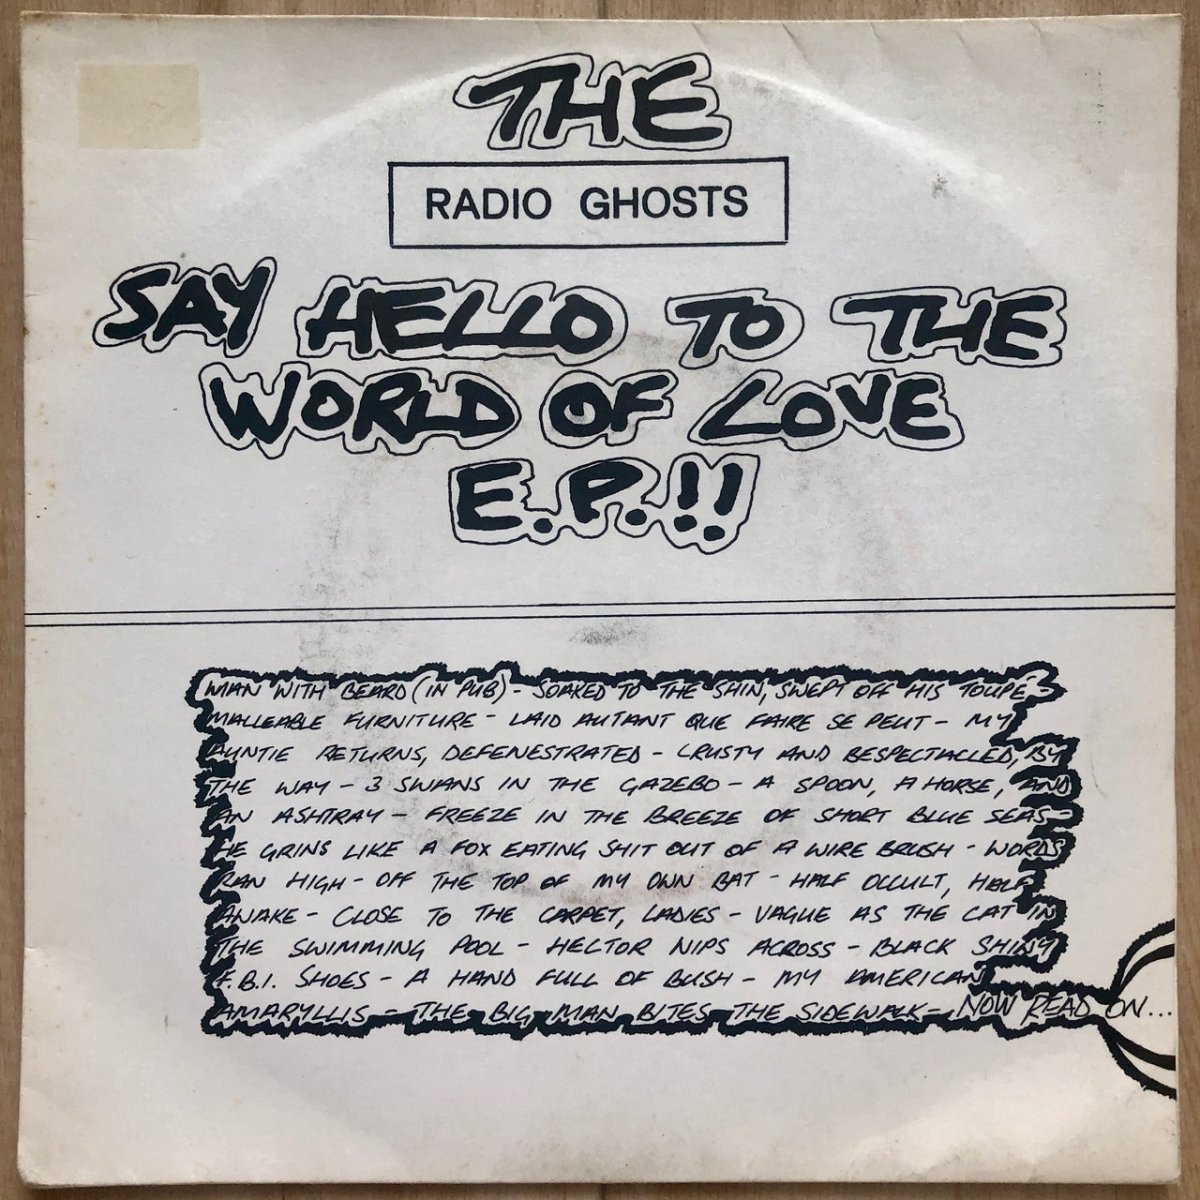 THE
RADIO GHOSTS
SAY HELLO TO THE
WORLD OF LOVE
E.P.!!
MAN WITH BEARD (IN PUB) - SOAKED TO THE SHIN, SWEPT OFF HIS TOUPÉ -
MALLEABLE FURNITURE - LAID AUTANT QUE FAIRE SE PEUT - MY
AUNTIE RETURNS, DEFENESTRATED - CRUSTY AND BESPECTACLED, BY
THE WAY - 3 SWANS IN THE GAZEBO - A SPOON, A HORSE, AND
AN ASHTRAY - FREEZE IN THE BREEZE OF SHORT BLUE SEAS -
HE GRINS LIKE A FOX EATING SHIT OUT OF A WIRE BRUSH - WORDS
RAN HIGH - OFF THE TOP OF MY OWN BAT - HALF OCCULT, HALF
AWAKE - CLOSE TO THE CARPET, LADIES - VAGUE AS THE CAT IN
THE SWIMMING POOL - HECTOR NIPS ACROSS - BLACK SHINY
F.B.I. SHOES - A HAND FULL OF BUSH - MY AMERICAN
AMARYLLIS - THE BIG MAN BITES THE SIDEWALK - NOW READ ON...